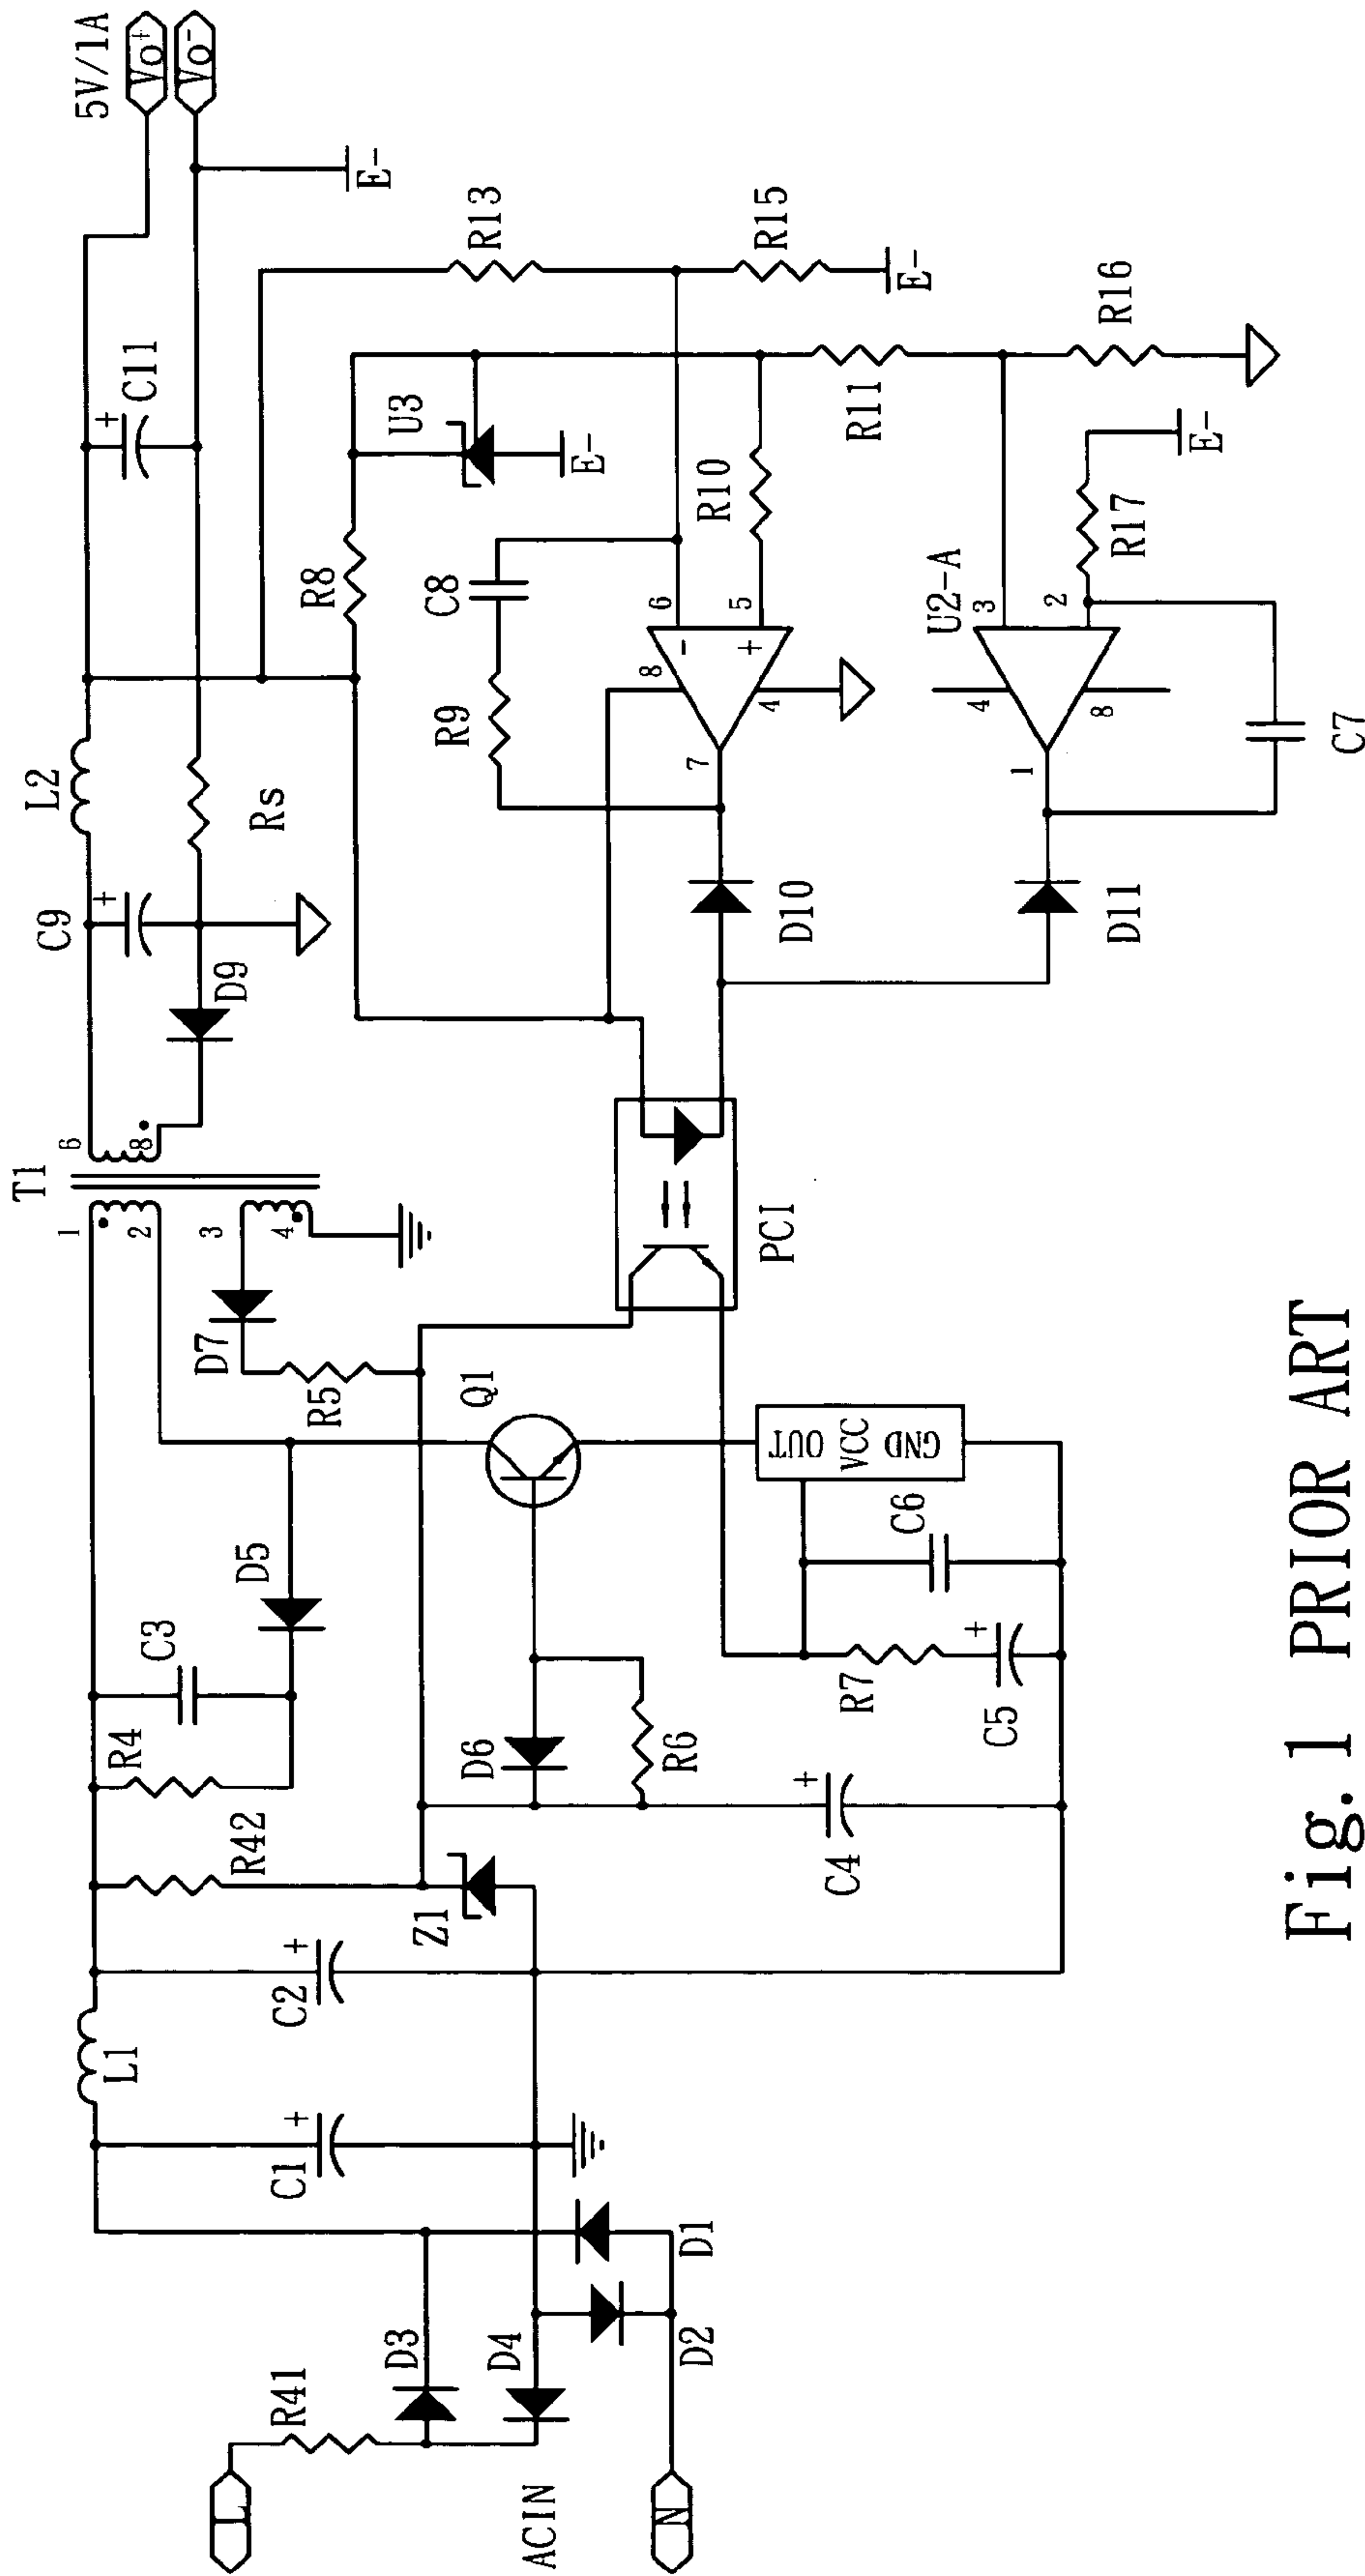 5V/1A
Vo+
Vo-
E-
C11
L2
Rs
C9
D9
T1
6
8
1
2
3
4
R13
R15
E-
U3
E-
R8
R10
R11
R16
C8
R9
6
5
-
+
8
4
7
D10
U2-A
3
2
4
8
1
R17
E-
C7
D11
PCI
D7
R5
Q1
OUT
VCC
GND
C6
R7
+
C5
D5
C3
R4
R42
D6
R6
+
C4
Z1
+
C2
L1
+
C1
D1
D2
D3
D4
R41
L
ACIN
N
+
+
Fig. 1 PRIOR ART